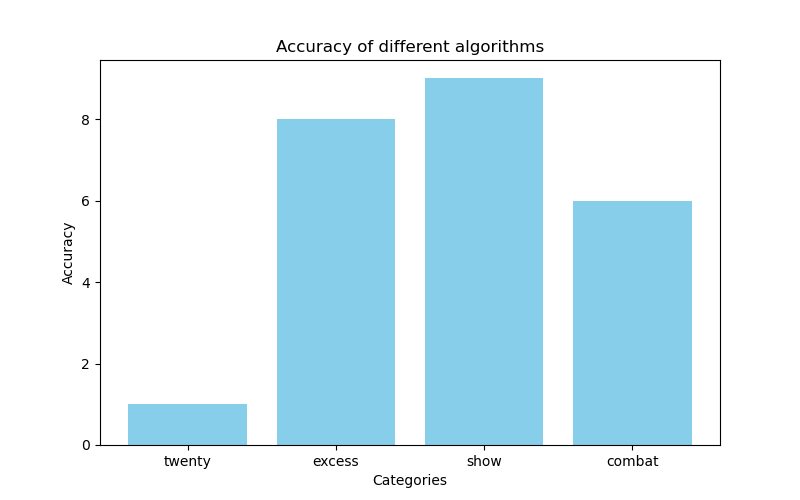 Accuracy of different algorithms
Accuracy
8
6
4
2
0
twenty excess show combat
Categories